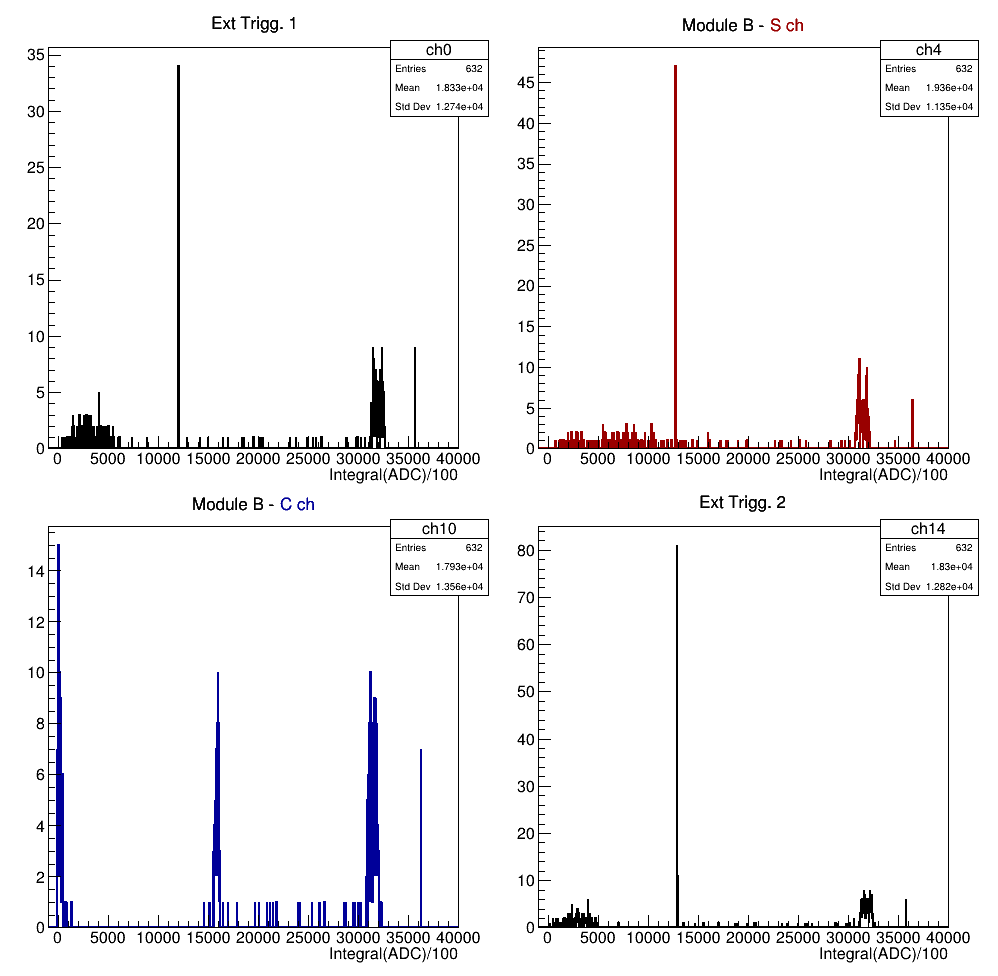 Ext Trigg. 1
ch0
Entries 632
Mean 1.833e+04
Std Dev 1.274e+04
35
30
25
20
15
10
5
0
0 5000 10000 15000 20000 25000 30000 35000 40000
Integral(ADC)/100
Module B - S ch
ch4
Entries 632
Mean 1.936e+04
Std Dev 1.135e+04
45
40
35
30
25
20
15
10
5
0
0 5000 10000 15000 20000 25000 30000 35000 40000
Integral(ADC)/100
Module B - C ch
ch10
Entries 632
Mean 1.793e+04
Std Dev 1.356e+04
14
12
10
8
6
4
2
0
0 5000 10000 15000 20000 25000 30000 35000 40000
Integral(ADC)/100
Ext Trigg. 2
ch14
Entries 632
Mean 1.83e+04
Std Dev 1.282e+04
80
70
60
50
40
30
20
10
0
0 5000 10000 15000 20000 25000 30000 35000 40000
Integral(ADC)/100